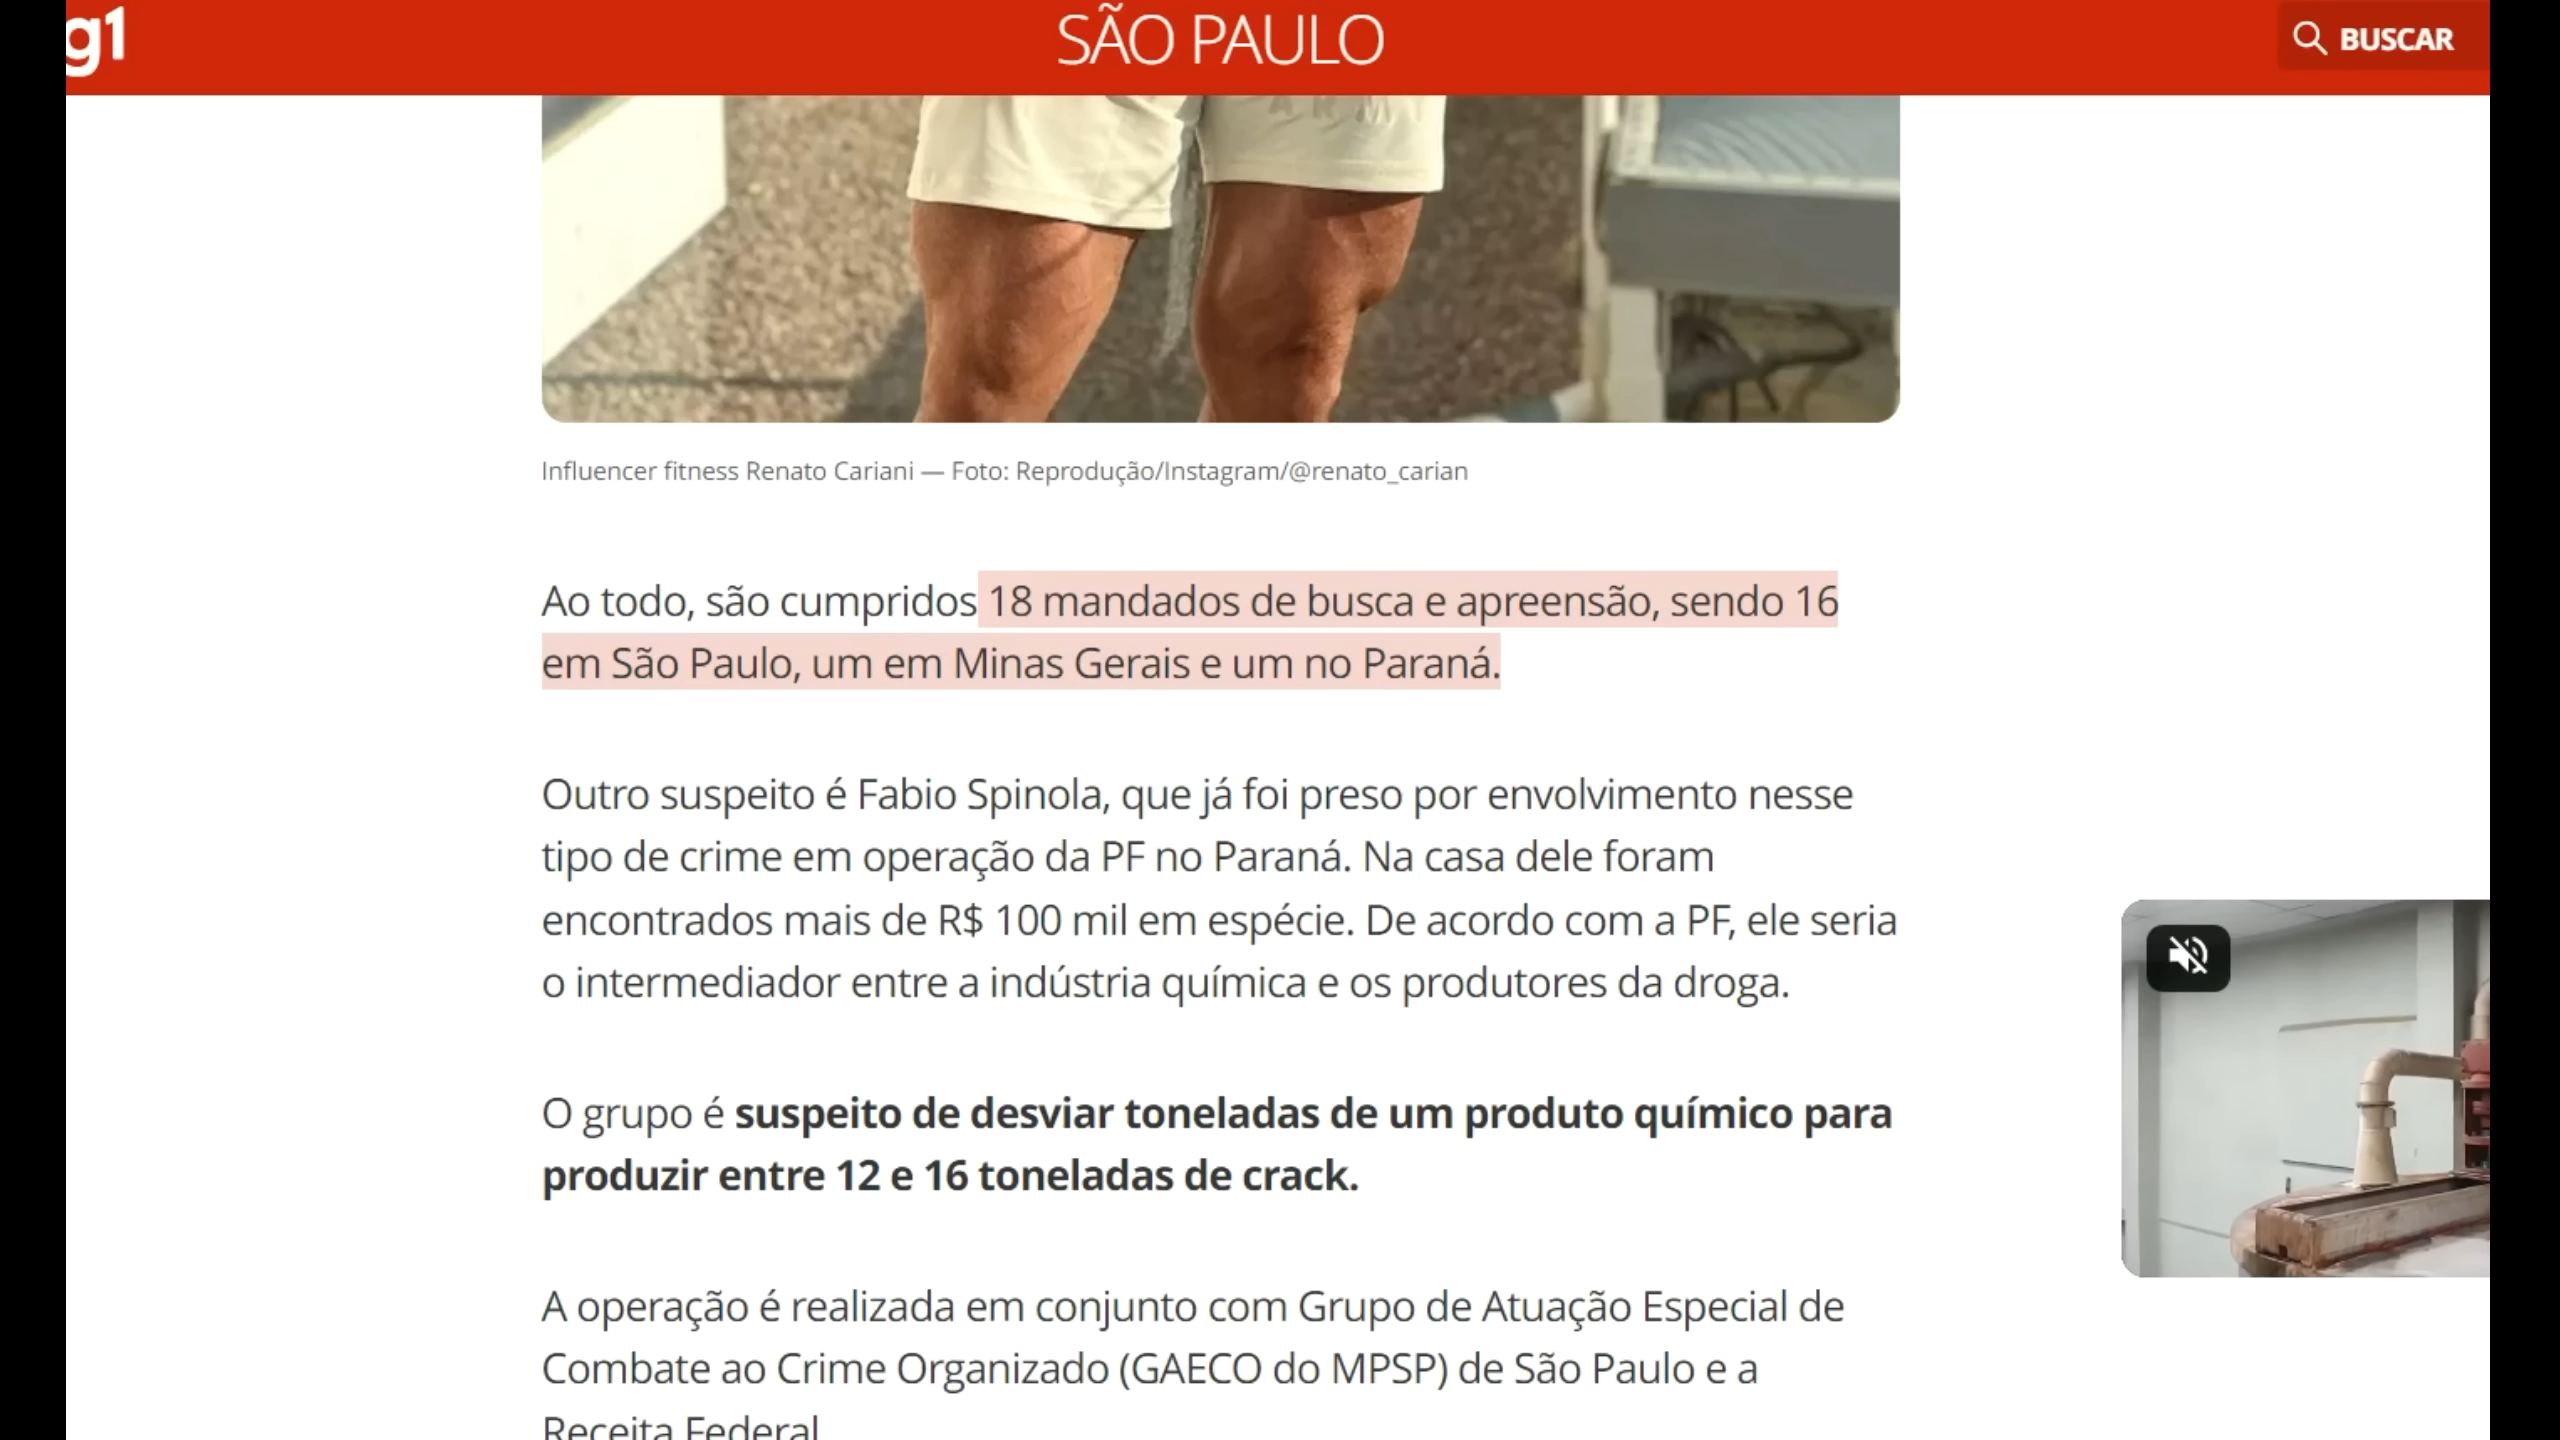 g1
SÃO PAULO
BUSCAR
Influencer fitness Renato Cariani — Foto: Reprodução/Instagram/@renato_carian
Ao todo, são cumpridos 18 mandados de busca e apreensão, sendo 16
em São Paulo, um em Minas Gerais e um no Paraná.
Outro suspeito é Fabio Spinola, que já foi preso por envolvimento nesse
tipo de crime em operação da PF no Paraná. Na casa dele foram
encontrados mais de R$ 100 mil em espécie. De acordo com a PF, ele seria
o intermediador entre a indústria química e os produtores da droga.
O grupo é suspeito de desviar toneladas de um produto químico para
produzir entre 12 e 16 toneladas de crack.
A operação é realizada em conjunto com Grupo de Atuação Especial de
Combate ao Crime Organizado (GAECO do MPSP) de São Paulo e a
Receita Federal